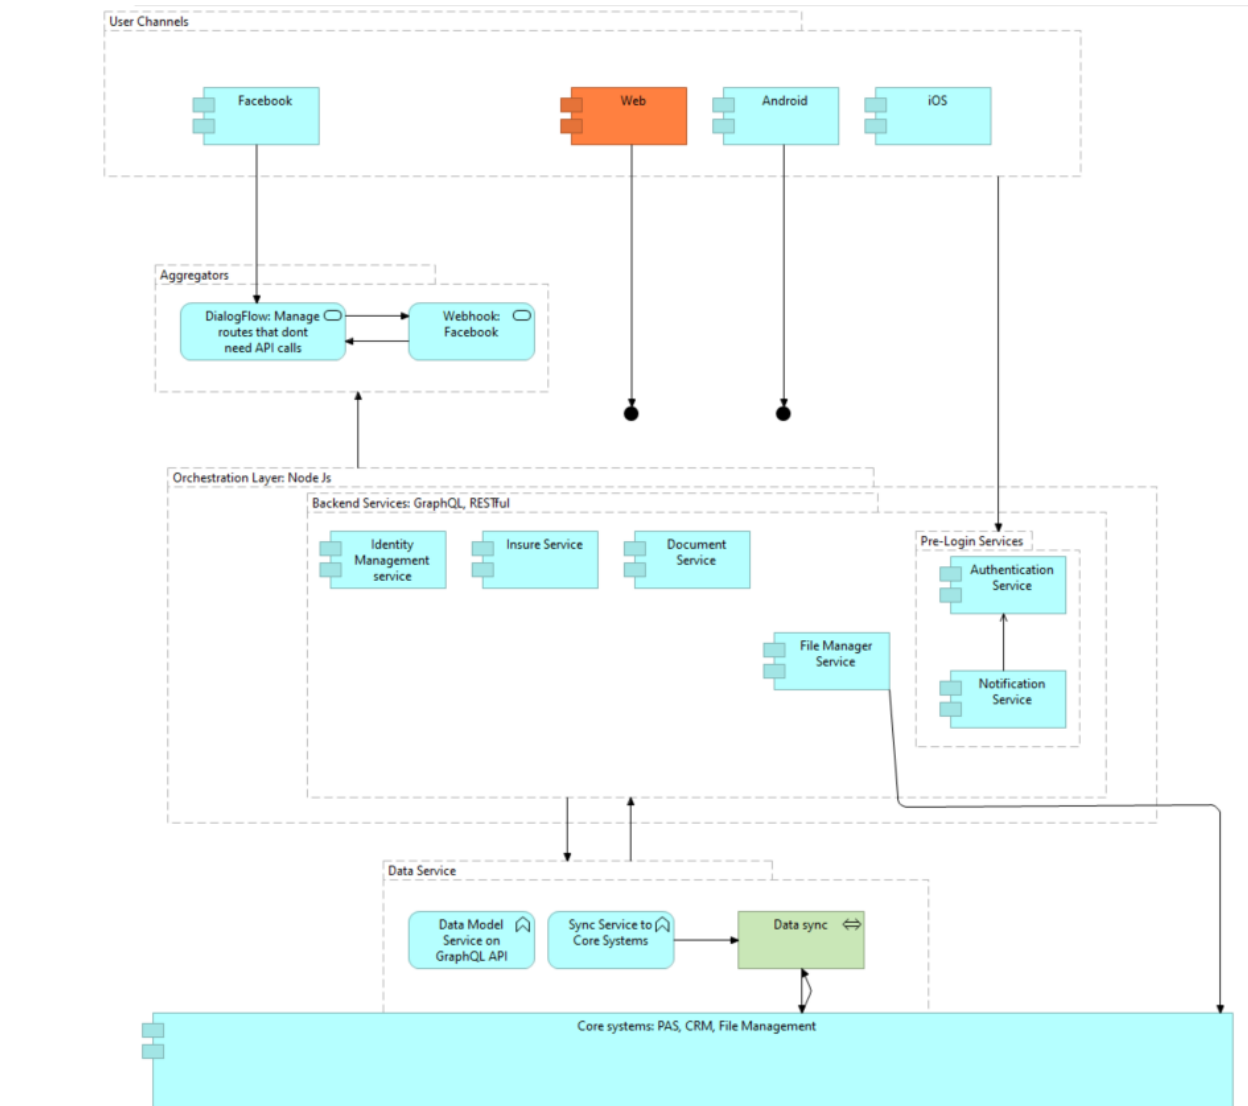 User Channels
Facebook
Web
Android
iOS
Aggregators
DialogFlow: Manage
routes that dont
need API calls
Webhook:
Facebook
Orchestration Layer: Node Js
Backend Services: GraphQL, RESTful
Identity
Management
service
Insure Service
Document
Service
Pre-Login Services
Authentication
Service
File Manager
Service
Notification
Service
Data Service
Data Model
Service on
GraphQL API
Sync Service to
Core Systems
Data sync
Core systems: PAS, CRM, File Management